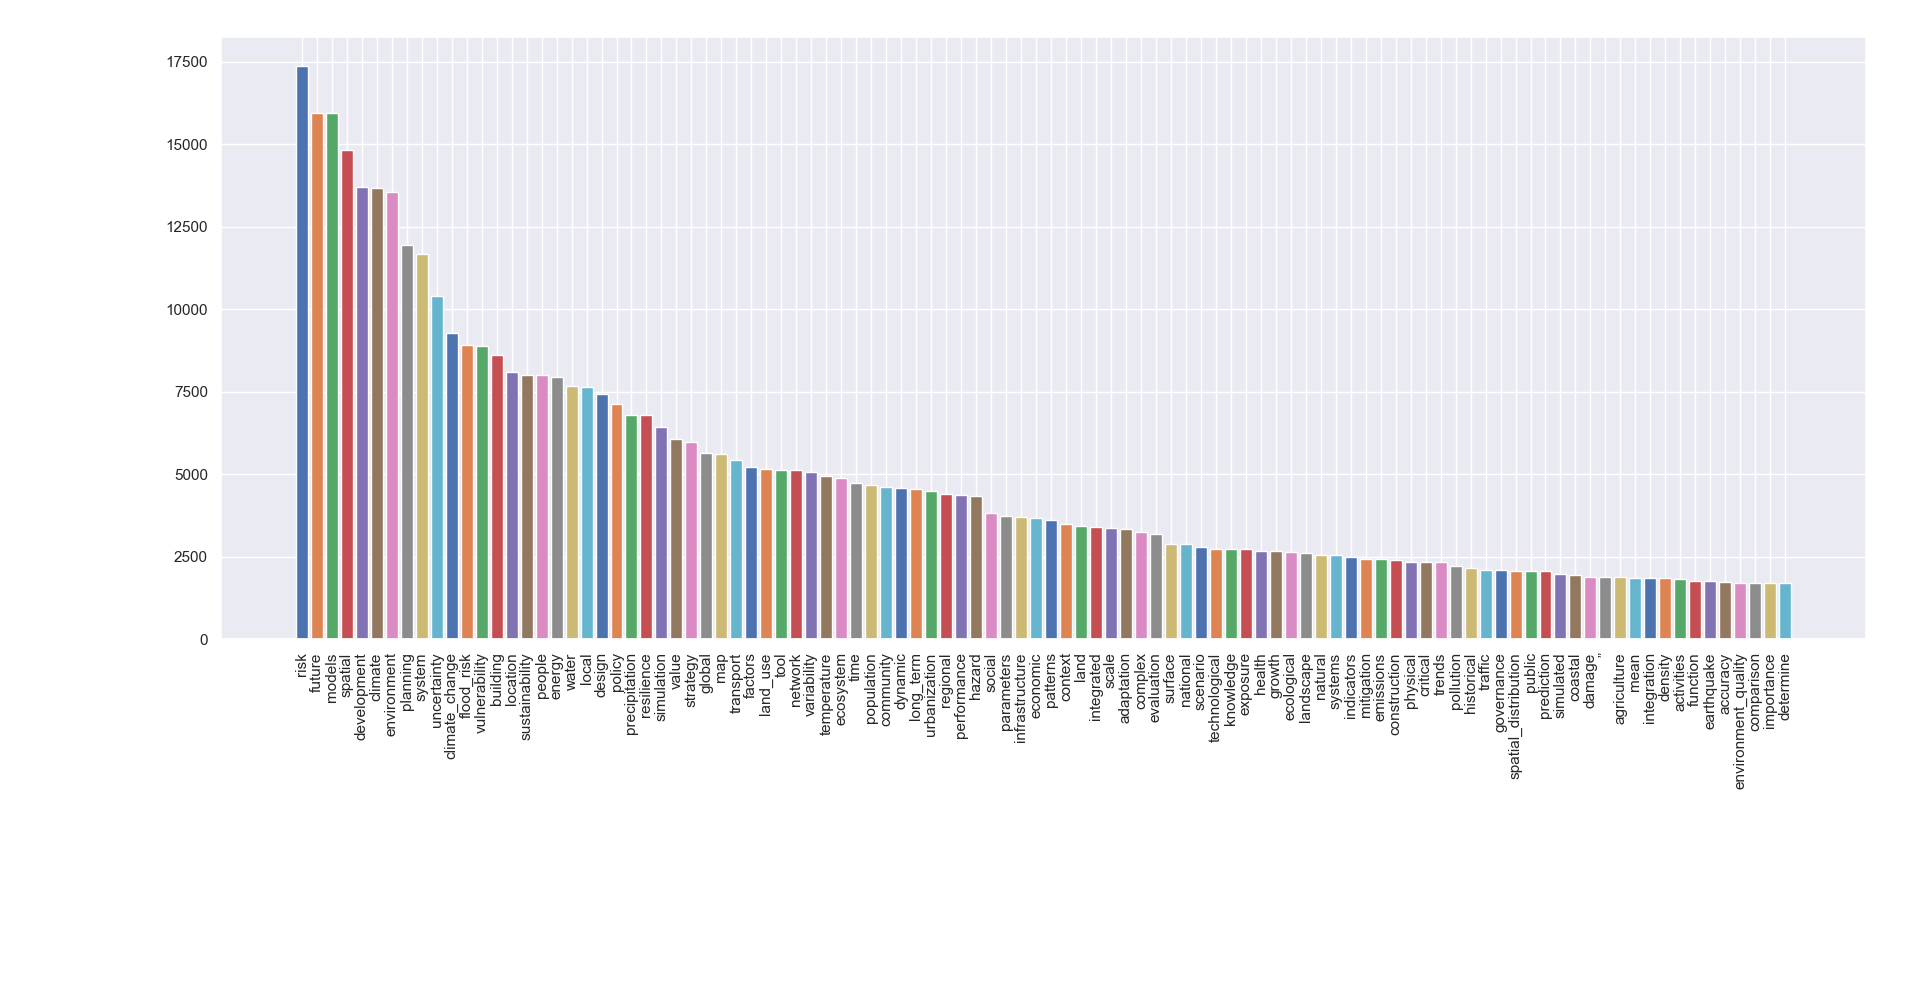 17500
15000
12500
10000
7500
5000
2500
0
risk
future
models
spatial
development
climate
environment
planning
system
uncertainty
climate_change
flood_risk
vulnerability
building
location
sustainability
people
energy
water
local
design
policy
precipitation
resilience
simulation
value
strategy
global
map
transport
factors
land_use
tool
network
variability
temperature
ecosystem
time
population
community
dynamic
long_term
urbanization
regional
performance
hazard
social
parameters
infrastructure
economic
patterns
context
land
integrated
scale
adaptation
complex
evaluation
surface
national
scenario
technological
knowledge
exposure
health
growth
ecological
landscape
natural
systems
indicators
mitigation
emissions
construction
physical
critical
trends
pollution
historical
traffic
governance
spatial_distribution
public
prediction
simulated
coastal
damage
”
agriculture
mean
integration
density
activities
function
earthquake
accuracy
environment_quality
comparison
importance
determine